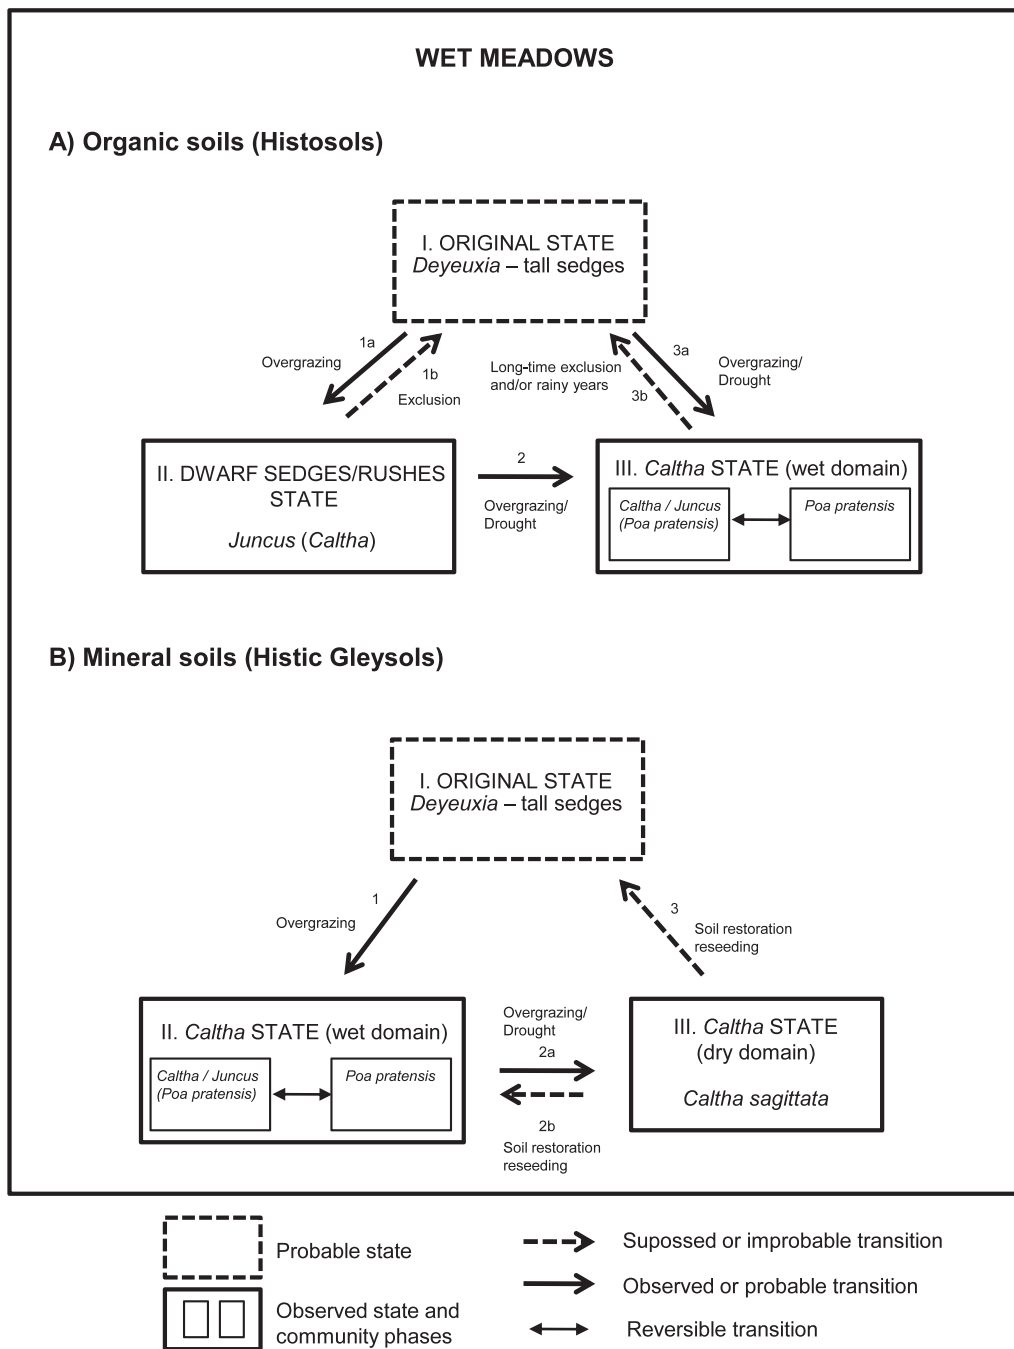 WET MEADOWS
A) Organic soils (Histosols)
I. ORIGINAL STATE
Deyeuxia – tall sedges
1a
Overgrazing
1b
Exclusion
Long-time exclusion
and/or rainy years
3b
3a
Overgrazing/
Drought
II. DWARF SEDGES/RUSHES
STATE
Juncus (Caltha)
2
Overgrazing/
Drought
III. Caltha STATE (wet domain)
Caltha / Juncus
(Poa pratensis)
Poa pratensis
B) Mineral soils (Histic Gleysols)
I. ORIGINAL STATE
Deyeuxia – tall sedges
1
Overgrazing
3
Soil restoration
reseeding
II. Caltha STATE (wet domain)
Caltha / Juncus
(Poa pratensis)
Poa pratensis
Overgrazing/
Drought
2a
2b
Soil restoration
reseeding
III. Caltha STATE
(dry domain)
Caltha sagittata
Probable state
Observed state and
community phases
Supossed or improbable transition
Observed or probable transition
Reversible transition